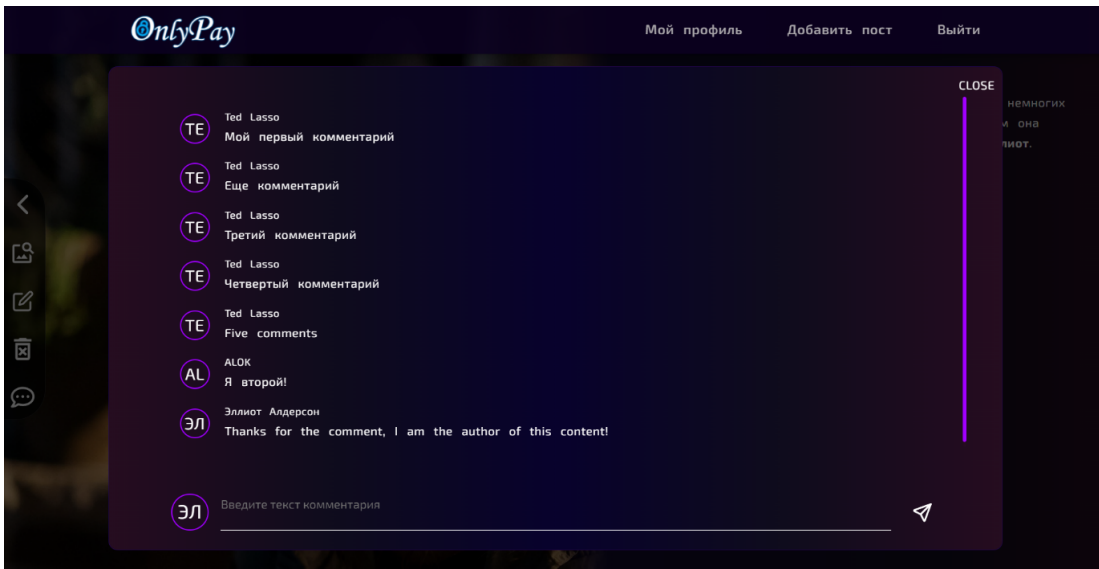 OnlyPay
Мой профиль Добавить пост Выйти
CLOSE
немногих
она
Ted Lasso
TE
Мой первый комментарий
Ted Lasso
TE
Еще комментарий
Ted Lasso
TE
Третий комментарий
Ted Lasso
TE
Четвертый комментарий
Ted Lasso
TE
Five comments
ALOK
AL
Я второй!
Эллиот Алдерсон
ЭЛ
Thanks for the comment, I am the author of this content!
ЭЛ
Введите текст комментария